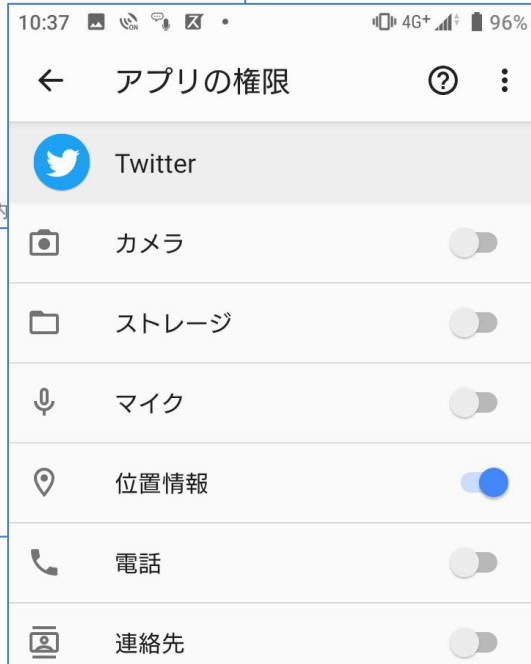 10:37 4G+ 96%
アプリの権限
Twitter
内
カメラ
ストレージ
マイク
位置情報
電話
連絡先